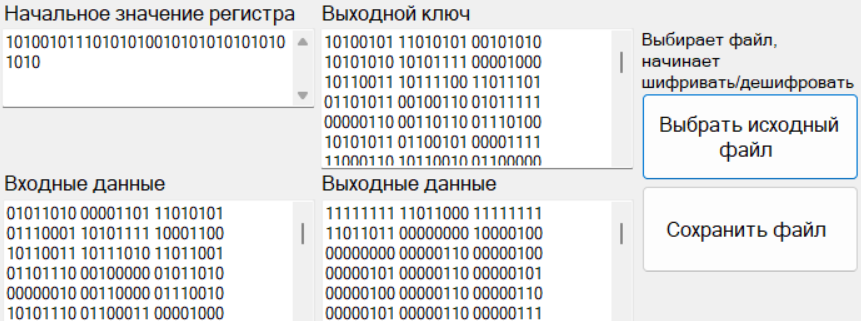 Начальное значение регистра
1010010111010101001010101010101010
1010
Выходной ключ
10100101 11010101 00101010
10101010 10101111 00001000
10110011 10111100 11011101
01101011 00100110 01011111
00000110 00110110 01110100
10101011 01100101 00001111
11000110 10110010 01100000
Выбирает файл,
начинает
шифривать/дешифровать
Выбрать исходный
файл
Сохранить файл
Входные данные
01011010 00001101 11010101
01110001 10101111 10001100
10110011 10111010 11011001
01101110 00100000 01011010
00000010 00110000 01110010
10101110 01100011 00001000
Выходные данные
11111111 11011000 11111111
11011011 00000000 10000100
00000000 00000110 00000100
00000101 00000110 00000101
00000100 00000110 00000110
00000101 00000110 00000111